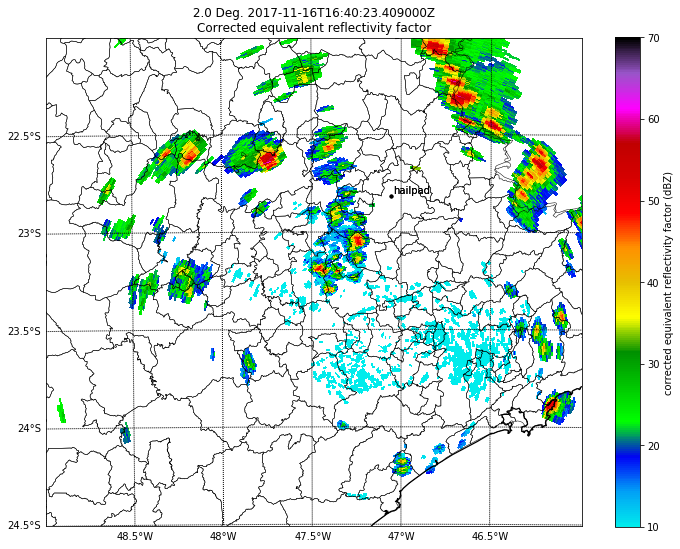 2.0 Deg. 2017-11-16T16:40:23.409000Z
Corrected equivalent reflectivity factor
22.5°S
23°S
23.5°S
24°S
24.5°S
48.5°W
48°W
47.5°W
47°W
46.5°W
hailpad
70
60
50
40
30
20
10
corrected equivalent reflectivity factor (dBZ)